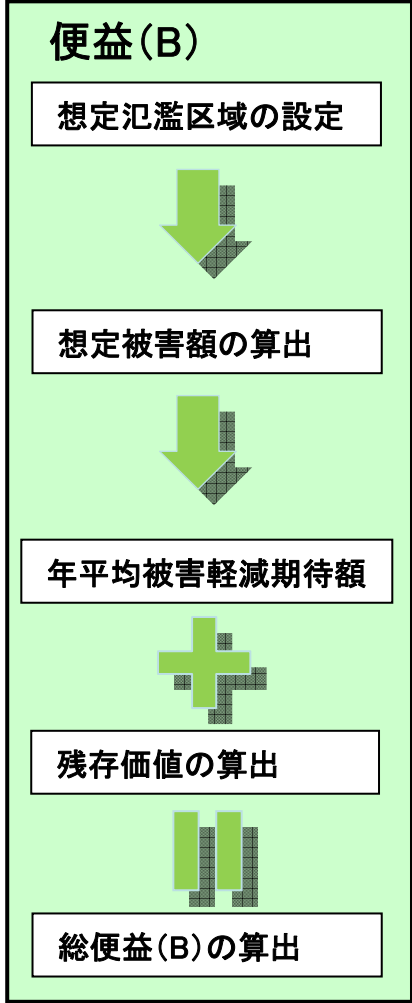 便益(B)
想定氾濫区域の設定
想定被害額の算出
年平均被害軽減期待額
残存価値の算出
総便益(B)の算出